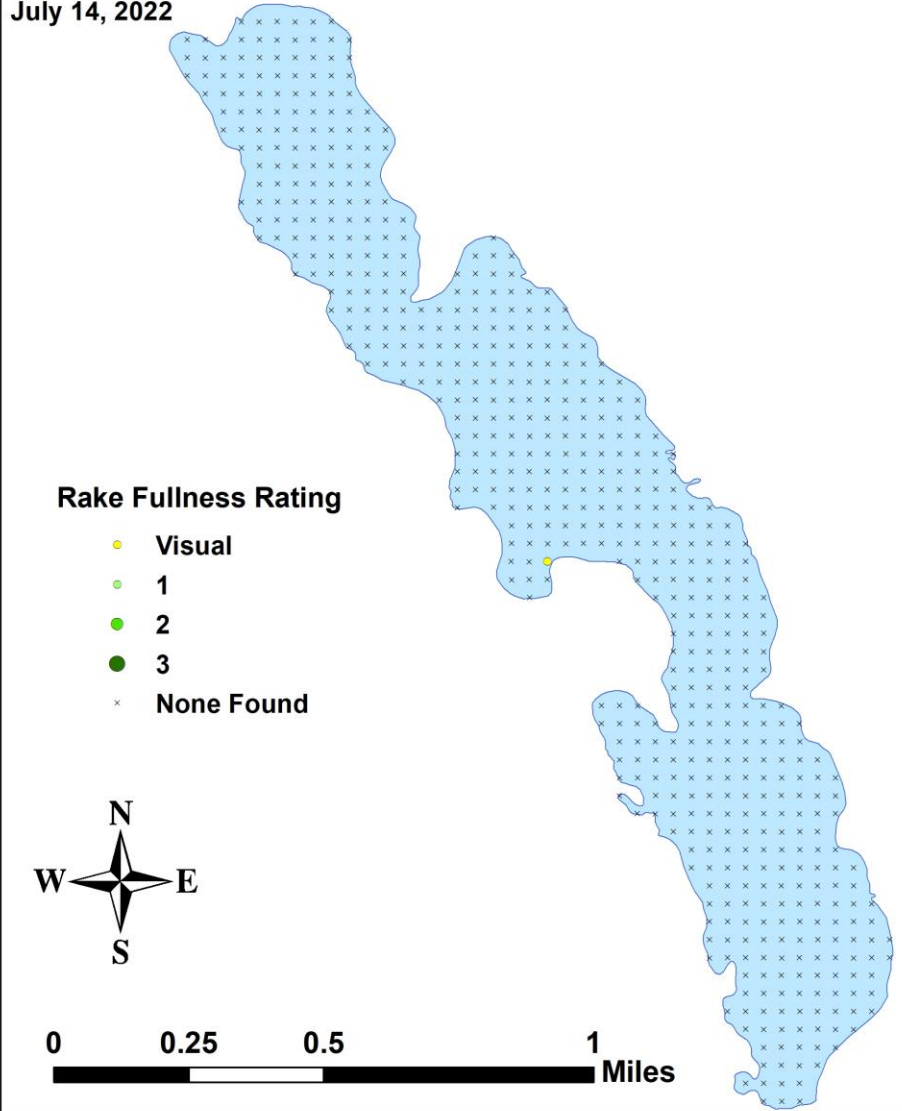 July 14, 2022
Rake Fullness Rating
Visual
1
2
3
None Found
N
W E
S
0 0.25 0.5 1
Miles